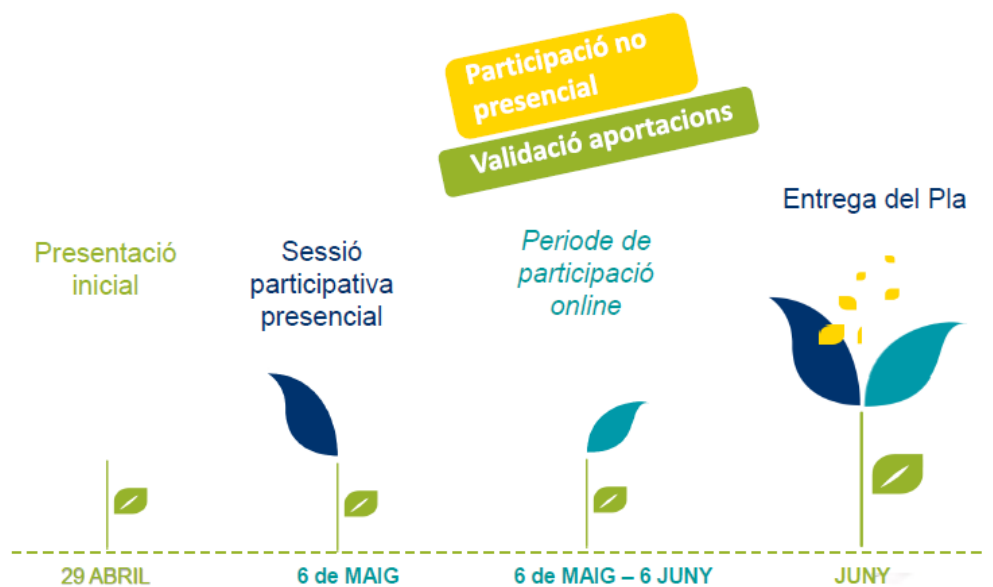 Participació no
presencial
Validació aportacions
Entrega del Pla
Presentació
inicial
Sessió
participativa
presencial
Periode de
participació
online
29 ABRIL
6 de MAIG
6 de MAIG – 6 JUNY
JUNY